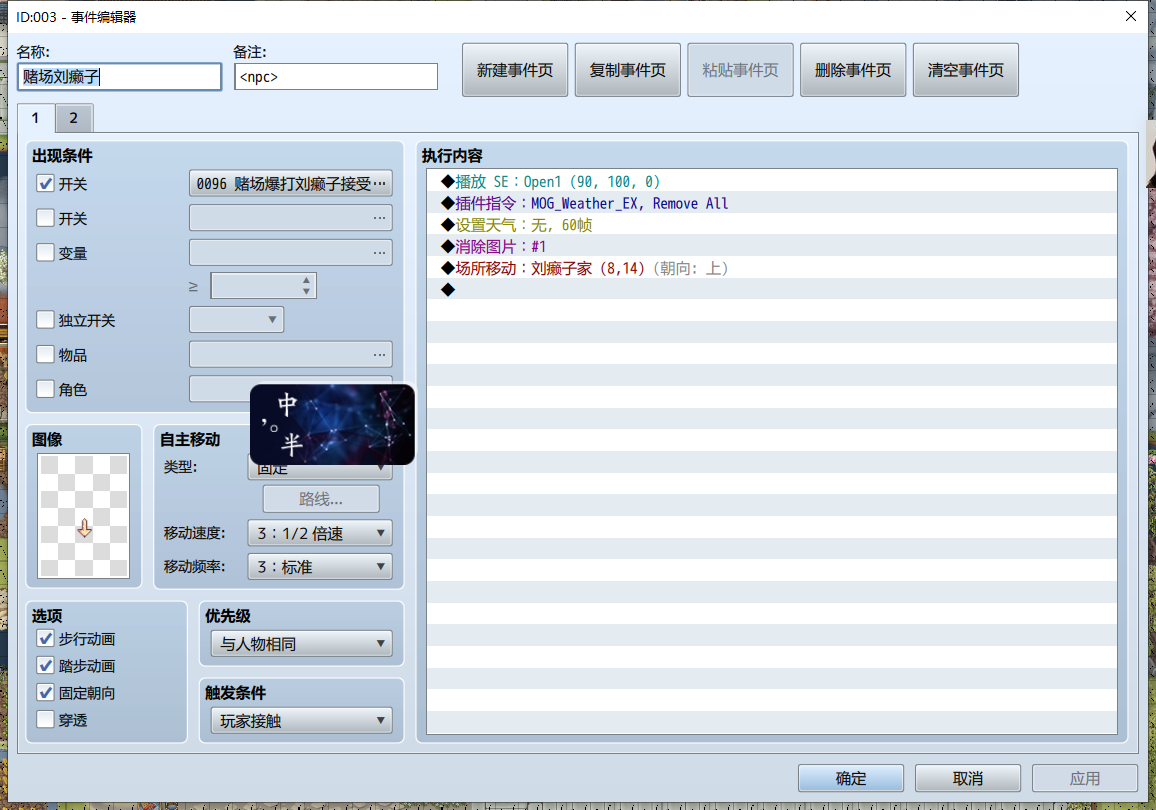 ID:003 - 事件编辑器
名称:
备注:
赌场刘癞子
<npc>
新建事件页
复制事件页
粘贴事件页
删除事件页
清空事件页
1
2
出现条件
开关
0096 赌场爆打刘癞子接受...
开关
...
变量
...
≥
独立开关
物品
...
角色
中
，。
半
图像
自主移动
类型:
固定
路线...
移动速度:
3：1/2 倍速
移动频率:
3：标准
选项
步行动画
踏步动画
固定朝向
穿透
优先级
与人物相同
触发条件
玩家接触
执行内容
◆播放 SE：Open1 (90, 100, 0)
◆插件指令：MOG_Weather_EX, Remove All
◆设置天气：无, 60帧
◆消除图片：#1
◆场所移动：刘癞子家 (8,14) (朝向: 上)
◆
确定
取消
应用